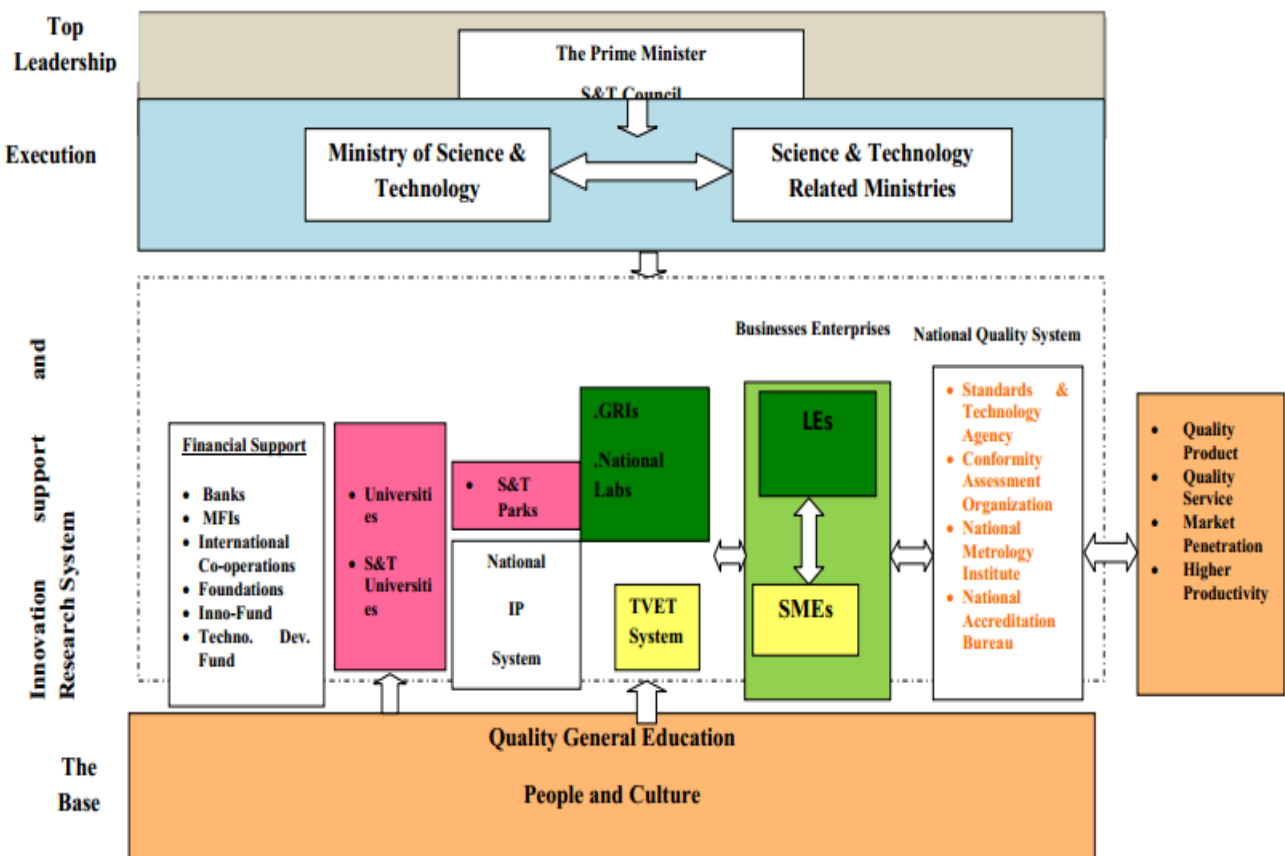 Top
Leadership
The Prime Minister
S&T Council
Execution
Ministry of Science &
Technology
Science & Technology
Related Ministries
Innovation support and
Research System
Financial Support
• Banks
• MFIs
• International
Co-operations
• Foundations
• Inno-Fund
• Techno. Dev.
Fund
• Universiti
es
• S&T
Universiti
es
• S&T
Parks
National
IP
System
.GRIs
.National
Labs
TVET
System
Businesses Enterprises
LEs
SMEs
National Quality System
• Standards &
Technology
Agency
• Conformity
Assessment
Organization
• National
Metrology
Institute
• National
Accreditation
Bureau
• Quality
Product
• Quality
Service
• Market
Penetration
• Higher
Productivity
The
Base
Quality General Education
People and Culture